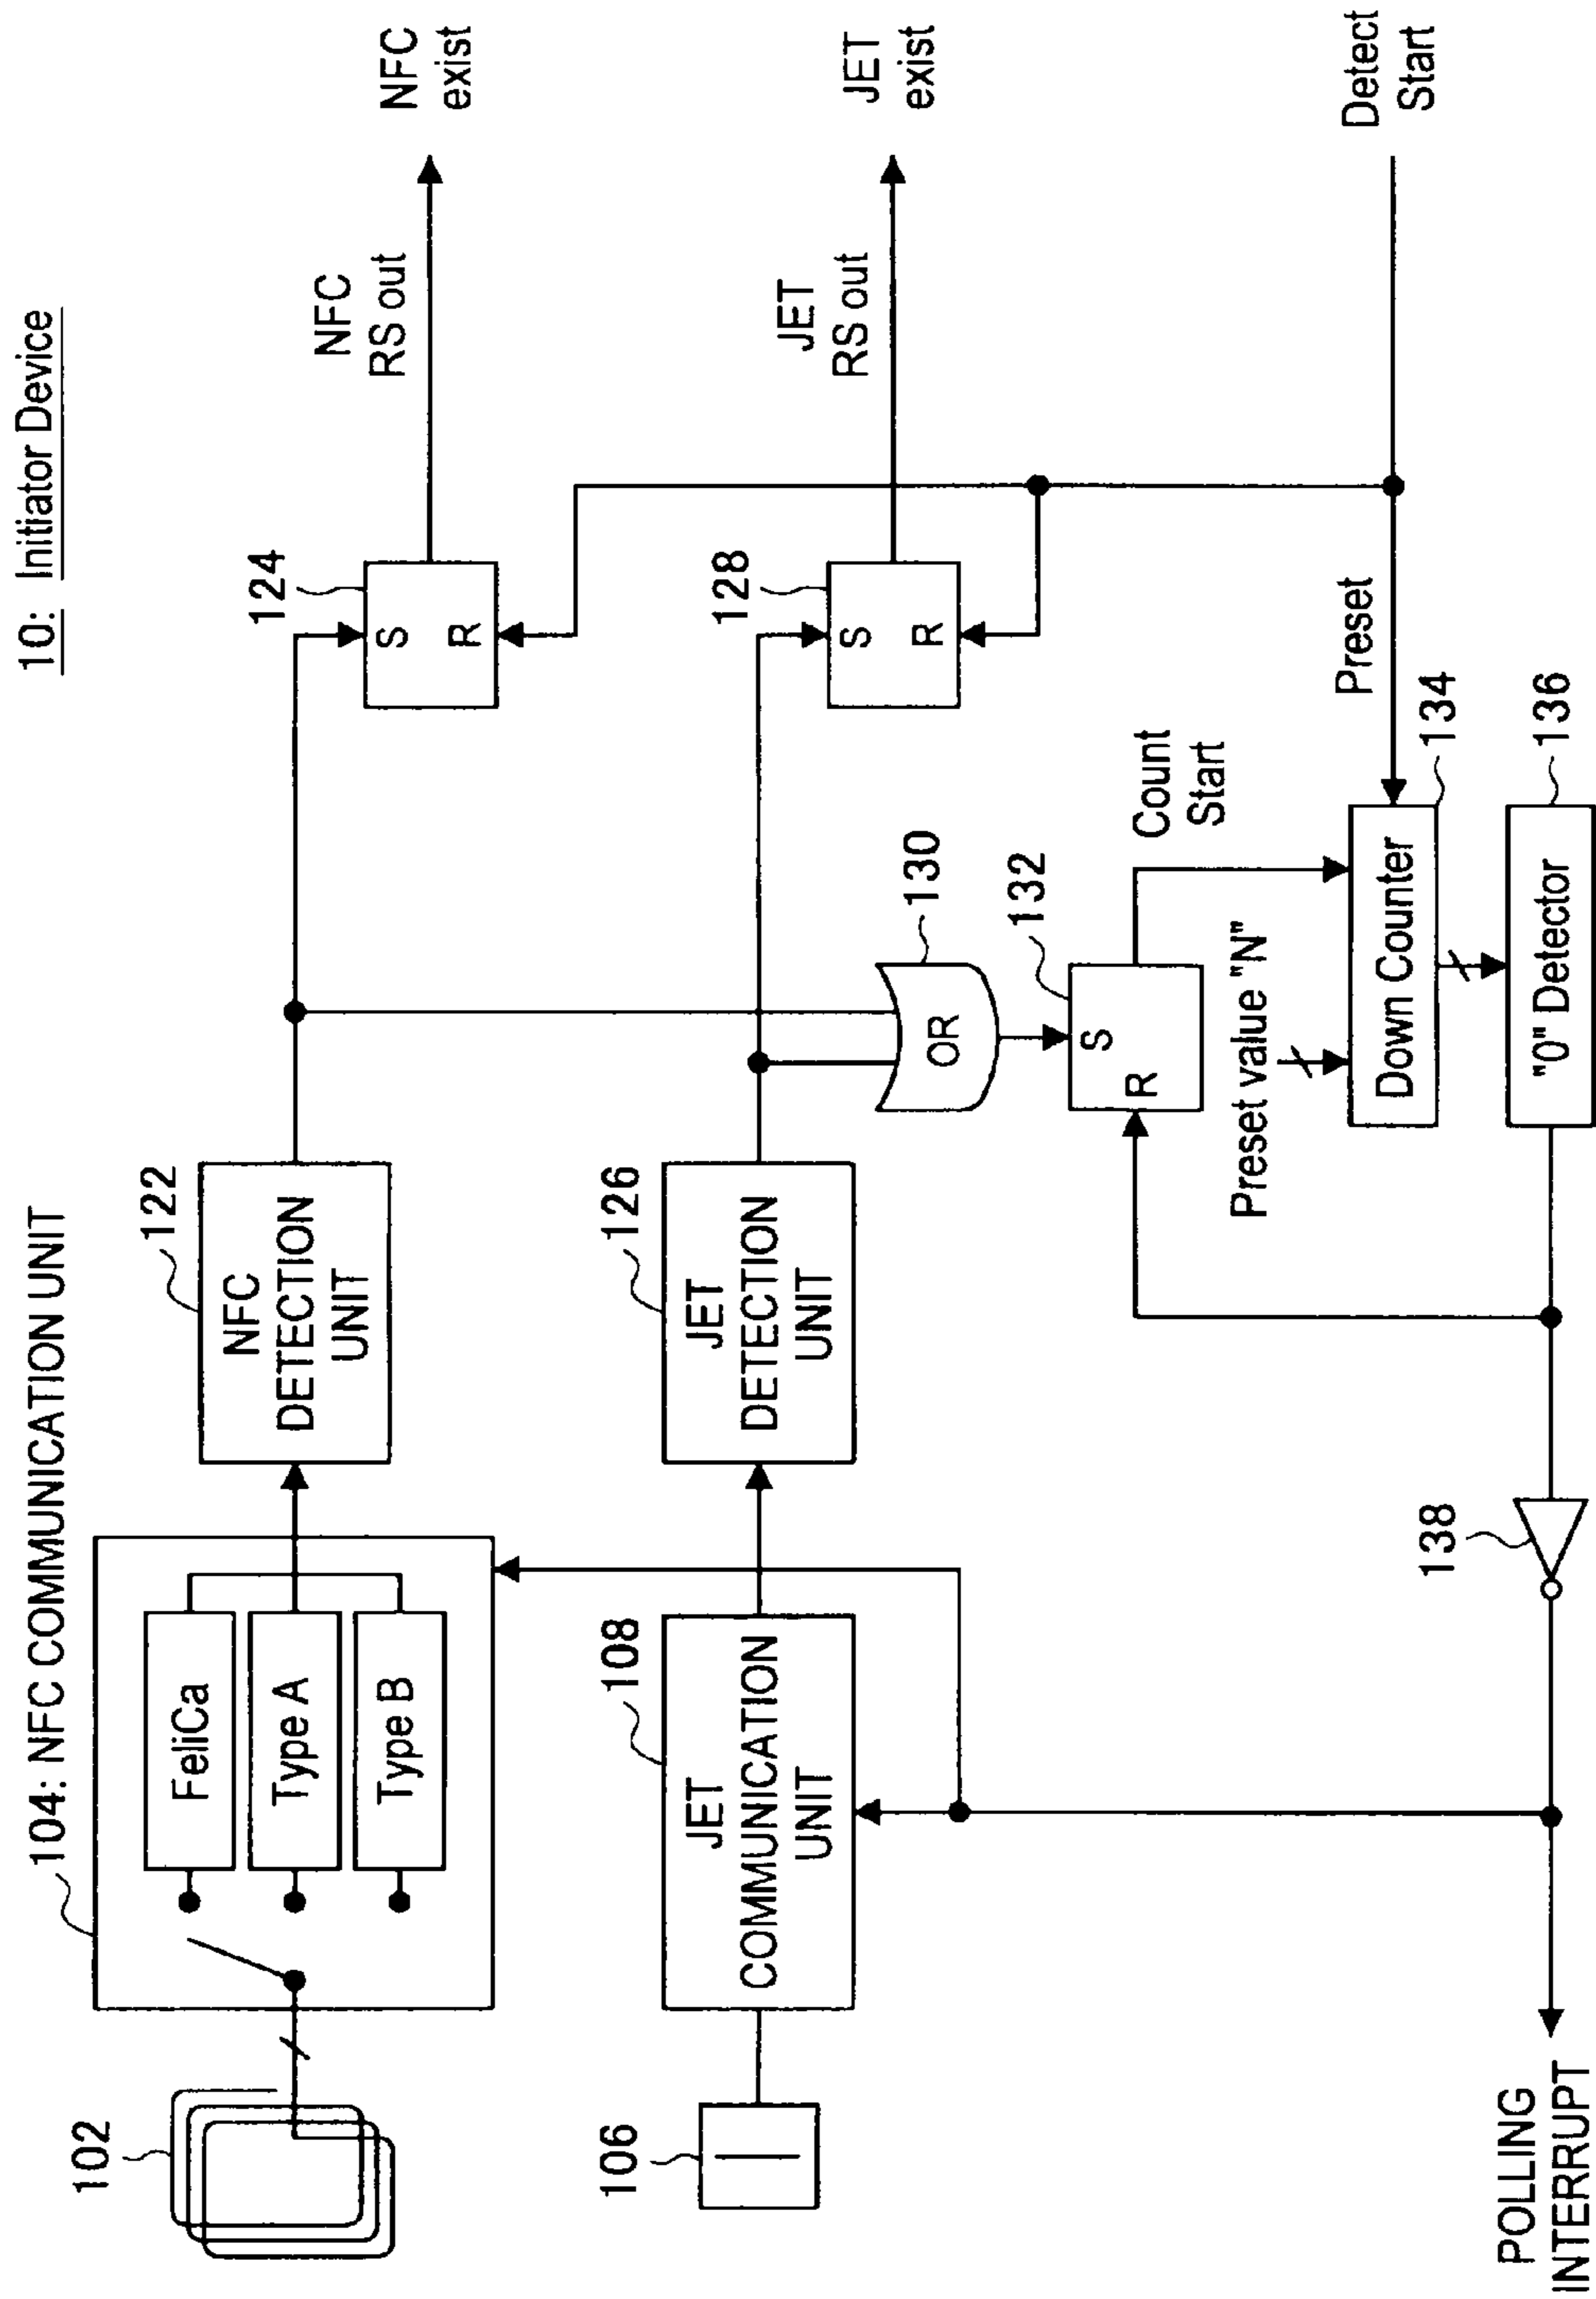 10: Initiator Device
104: NFC COMMUNICATION UNIT
102
FeliCa
Type A
Type B
122
NFC
DETECTION
UNIT
124
S
R
NFC
RS out
NFC
exist
106
108
JET
COMMUNICATION
UNIT
126
JET
DETECTION
UNIT
128
S
R
JET
RS out
JET
exist
130
OR
132
S
R
Count
Start
Preset value "N"
Preset
Detect
Start
134
Down Counter
136
"0" Detector
138
POLLING
INTERRUPT